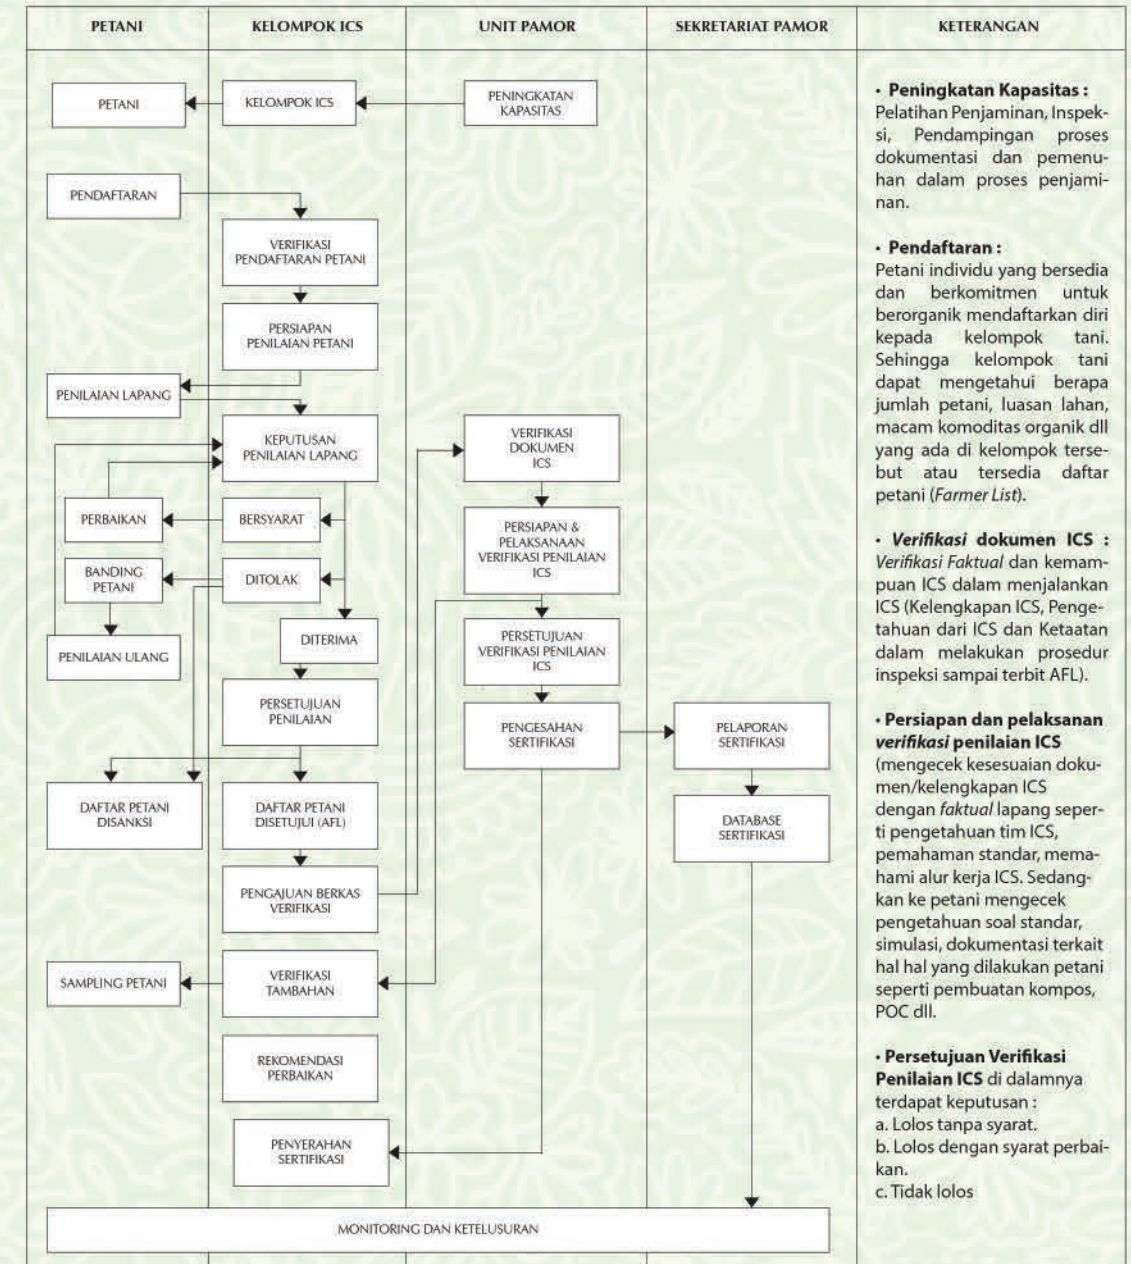 PETANI
KELOMPOK ICS
UNIT PAMOR
SEKRETARIAT PAMOR
KETERANGAN
PETANI
KELOMPOK ICS
PENINGKATAN
KAPASITAS
PENDAFTARAN
VERIFIKASI
PENDAFTARAN PETANI
PERSIAPAN
PENILAIAN PETANI
PENILAIAN LAPANG
KEPUTUSAN
PENILAIAN LAPANG
PERBAIKAN
BERSYARAT
BANDING
PETANI
DITOLAK
PENILAIAN ULANG
DITERIMA
PERSETUJUAN
PENILAIAN
DAFTAR PETANI
DISANKSI
DAFTAR PETANI
DISETUJUI (AFL)
PENGAJUAN BERKAS
VERIFIKASI
SAMPLING PETANI
VERIFIKASI
TAMBAHAN
REKOMENDASI
PERBAIKAN
PENYERAHAN
SERTIFIKASI
VERIFIKASI
DOKUMEN
ICS
PERSIAPAN &
PELAKSANAAN
VERIFIKASI PENILAIAN
ICS
PERSETUJUAN
VERIFIKASI PENILAIAN
ICS
PENGESAHAN
SERTIFIKASI
PELAPORAN
SERTIFIKASI
DATABASE
SERTIFIKASI
MONITORING DAN KETELUSURAN
• Peningkatan Kapasitas :
Pelatihan Penjaminan, Inspek-
si, Pendampingan proses
dokumentasi dan pemenu-
han dalam proses penjami-
nan.
• Pendaftaran :
Petani individu yang bersedia
dan berkomitmen untuk
berorganik mendaftarkan diri
kepada kelompok tani.
Sehingga kelompok tani
dapat mengetahui berapa
jumlah petani, luasan lahan,
macam komoditas organik dll
yang ada di kelompok terse-
but atau tersedia daftar
petani (Farmer List).
• Verifikasi dokumen ICS :
Verifikasi Faktual dan kemam-
puan ICS dalam menjalankan
ICS (Kelengkapan ICS, Penge-
tahuan dari ICS dan Ketaatan
dalam melakukan prosedur
inspeksi sampai terbit AFL).
• Persiapan dan pelaksanan
verifikasi penilaian ICS
(mengecek kesesuaian doku-
men/kelengkapan ICS
dengan faktual lapang seper-
ti pengetahuan tim ICS,
pemahaman standar, mema-
hami alur kerja ICS. Sedang-
kan ke petani mengecek
pengetahuan soal standar,
simulasi, dokumentasi terkait
hal hal yang dilakukan petani
seperti pembuatan kompos,
POC dll.
• Persetujuan Verifikasi
Penilaian ICS di dalamnya
terdapat keputusan :
a. Lolos tanpa syarat.
b. Lolos dengan syarat perbai-
kan.
c. Tidak lolos